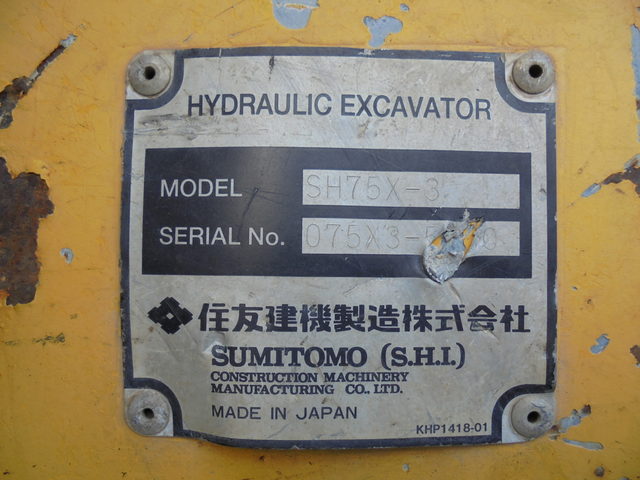 HYDRAULIC EXCAVATOR
MODEL SH75X-3
SERIAL No.
住友建機製造株式会社
SUMITOMO (S.H.I.)
CONSTRUCTION MACHINERY
MANUFACTURING CO., LTD.
MADE IN JAPAN
KHP1418-01